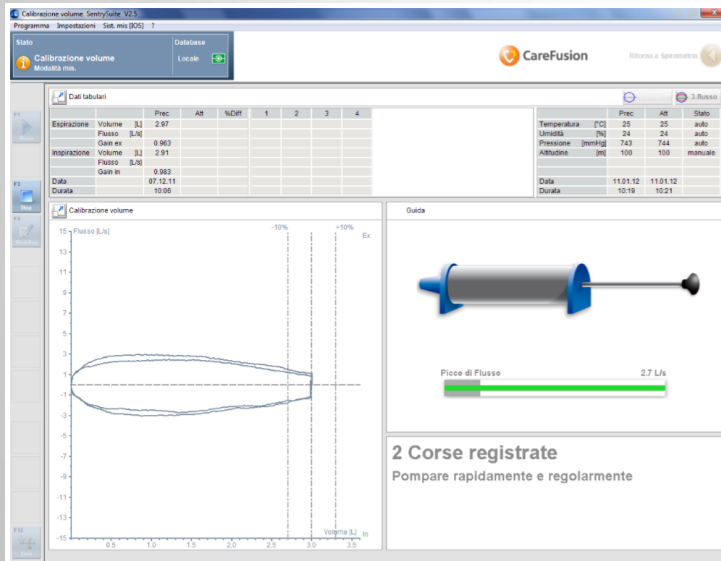 Calibrazione volume. SentrySuite V2.5
Programma Impostazioni Sist. mis [IOS] ?
Stato Database
Calibrazione volume Locale
Modalità mis.
CareFusion
Ritorna a Spirometria
F1
Dati tabulari
3-flusso
Prec Att %Diff 1 2 3 4
Espirazione Volume [L] 2.97
Flusso [L/s]
Gain ex 0.963
Inspirazione Volume [L] 2.91
Flusso [L/s]
Gain in 0.983
Data 07.12.11
Durata 10:06
Prec Att Stato
Temperatura [°C] 25 25 auto
Umidità [%] 24 24 auto
Pressione [mmHg] 743 744 auto
Altitudine [m] 100 100 manuale
Data 11.01.12 11.01.12
Durata 10:19 10:21
F3
Stop
F4
Calibrazione volume
15 Flusso [L/s] -10% +10%
Ex
13
11
9
7
5
3
1
-1
-3
-5
-7
-9
-11
-13
-15
Volume [L] In
0.5 1.0 1.5 2.0 2.5 3.0 3.5
Guida
Picco di Flusso 2.7 L/s
2 Corse registrate
Pompare rapidamente e regolarmente
F12